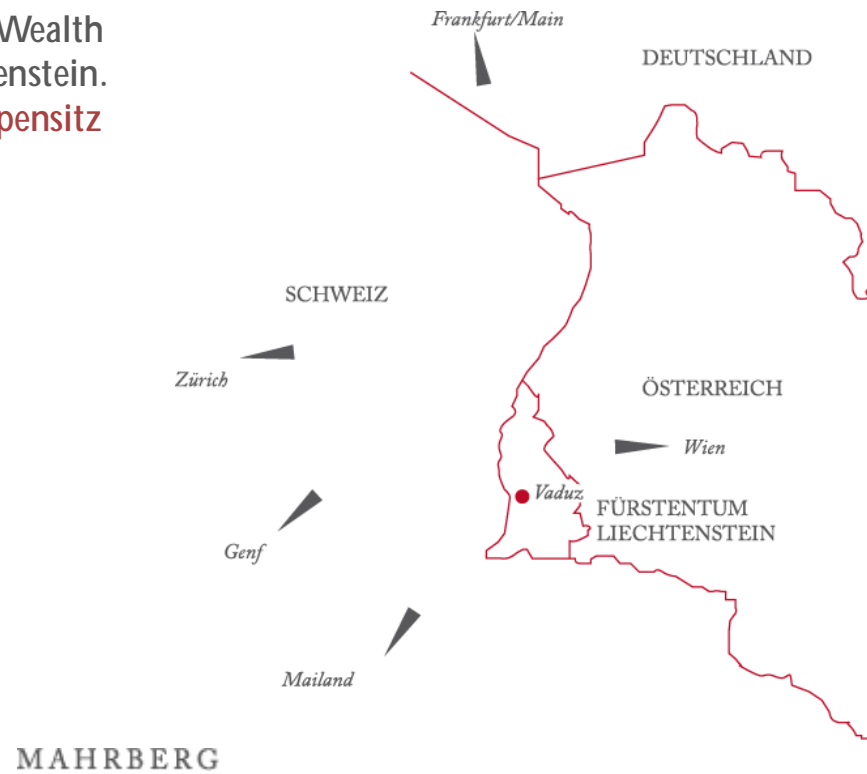 Wealth
enstein.
pensitz
Frankfurt/Main
DEUTSCHLAND
SCHWEIZ
Zürich
ÖSTERREICH
Wien
Vaduz
FÜRSTENTUM
LIECHTENSTEIN
Genf
Mailand
MAHRBERG